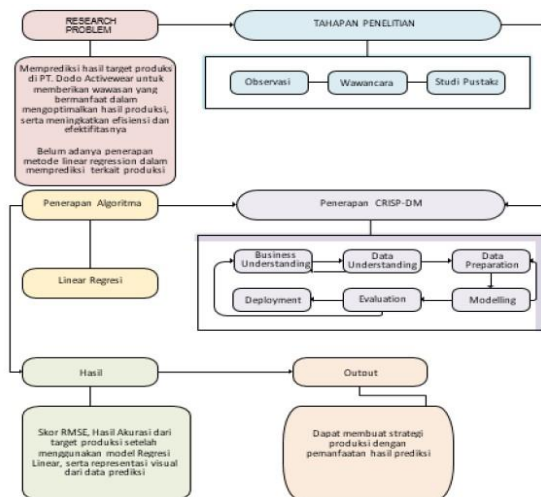 RESEARCH
PROBLEM
TAHAPAN PENELITIAN
Memprediksi hasil target produks
di PT. Dodo Activewear untuk
memberikan wawasan yang
bermanfaat dalam
mengoptimalkan hasil produksi,
serta meningkatkan efisiensi dan
efektifitasnya
Belum adanya penerapan
metode linear regression dalam
memprediksi terkait produksi
Observasi
Wawancara
Studi Pustaka
Penerapan Algoritma
Penerapan CRISP-DM
Linear Regresi
Business
Understanding
Data
Understanding
Data
Preparation
Deployment
Evaluation
Modelling
Hasil
Output
Skor RMSE, Hasil Akurasi dari
target produksi setelah
menggunakan model Regresi
Linear, serta representasi visual
dari data prediksi
Dapat membuat strategi
produksi dengan
pemanfaatan hasil prediksi